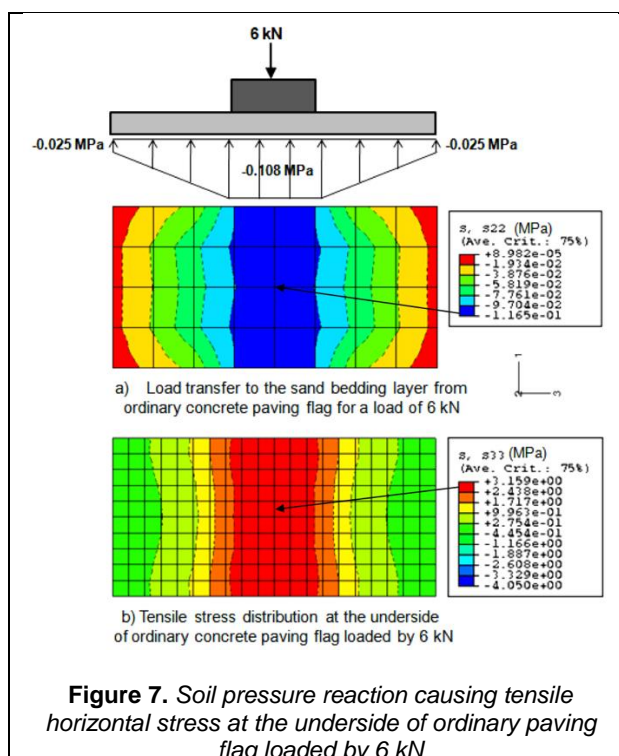 6 kN
-0.025 MPa
-0.025 MPa
-0.108 MPa
s, s22 (MPa)
(Ave. Crit.: 75%)
+8.982e-05
-1.934e-02
-3.876e-02
-5.819e-02
-7.761e-02
-9.704e-02
-1.165e-01
a) Load transfer to the sand bedding layer from
ordinary concrete paving flag for a load of 6 kN
1
2
3
s, s33 (MPa)
(Ave. Crit.: 75%)
+3.159e+00
+2.438e+00
+1.717e+00
+9.963e-01
+2.754e-01
-4.454e-01
-1.166e+00
-1.887e+00
-2.608e+00
-3.329e+00
-4.050e+00
b) Tensile stress distribution at the underside
of ordinary concrete paving flag loaded by 6 kN
Figure 7. Soil pressure reaction causing tensile
horizontal stress at the underside of ordinary paving
flag loaded by 6 kN